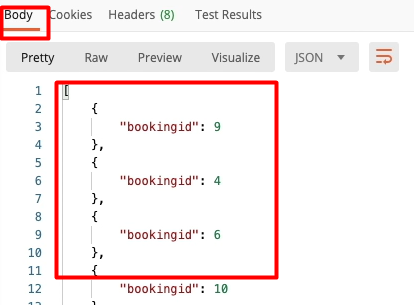 Body Cookies Headers (8) Test Results
Pretty Raw Preview Visualize JSON
1 [
2 {
3 "bookingid": 9
4 },
5 {
6 "bookingid": 4
7 },
8 {
9 "bookingid": 6
10 },
11 {
12 "bookingid": 10